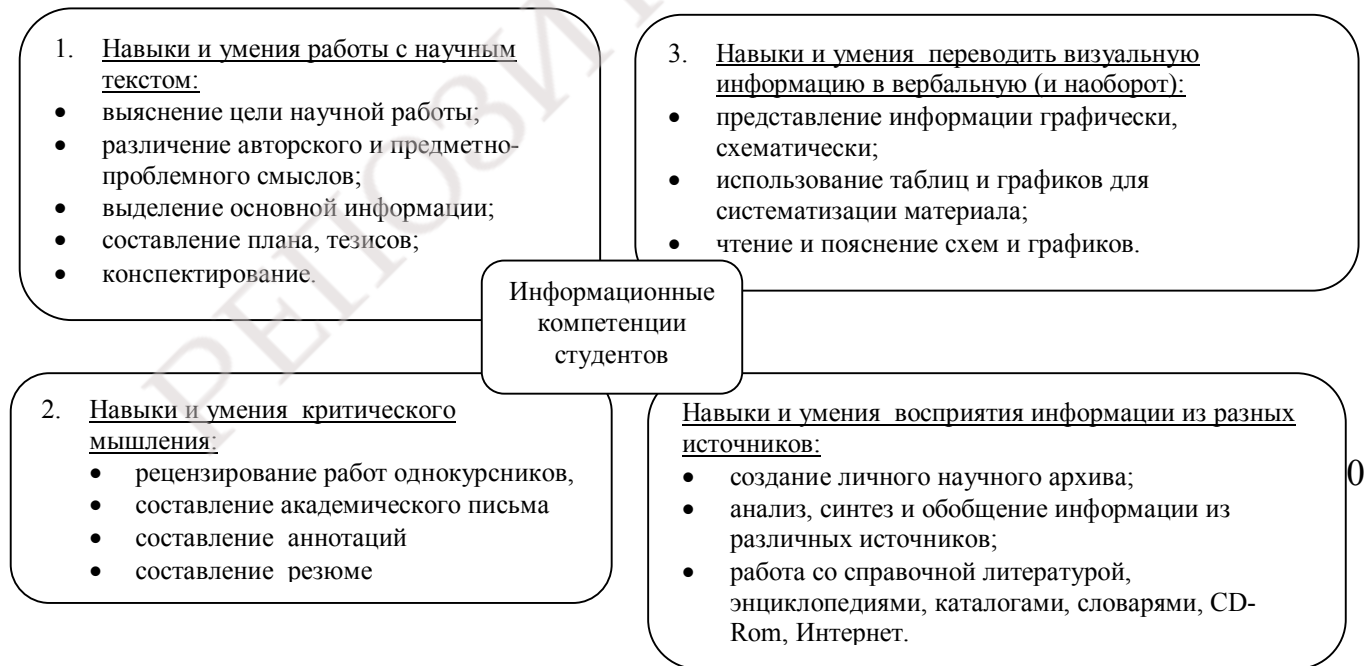 РЕПОЗИ
1. Навыки и умения работы с научным
текстом:
• выяснение цели научной работы;
• различение авторского и предметно-
проблемного смыслов;
• выделение основной информации;
• составление плана, тезисов;
• конспектирование.
3. Навыки и умения переводить визуальную
информацию в вербальную (и наоборот):
• представление информации графически,
схематически;
• использование таблиц и графиков для
систематизации материала;
• чтение и пояснение схем и графиков.
Информационные
компетенции
студентов
2. Навыки и умения критического
мышления:
• рецензирование работ однокурсников,
• составление академического письма
• составление аннотаций
• составление резюме
Навыки и умения восприятия информации из разных
источников:
• создание личного научного архива;
• анализ, синтез и обобщение информации из
различных источников;
• работа со справочной литературой,
энциклопедиями, каталогами, словарями, CD-
Rom, Интернет.
0